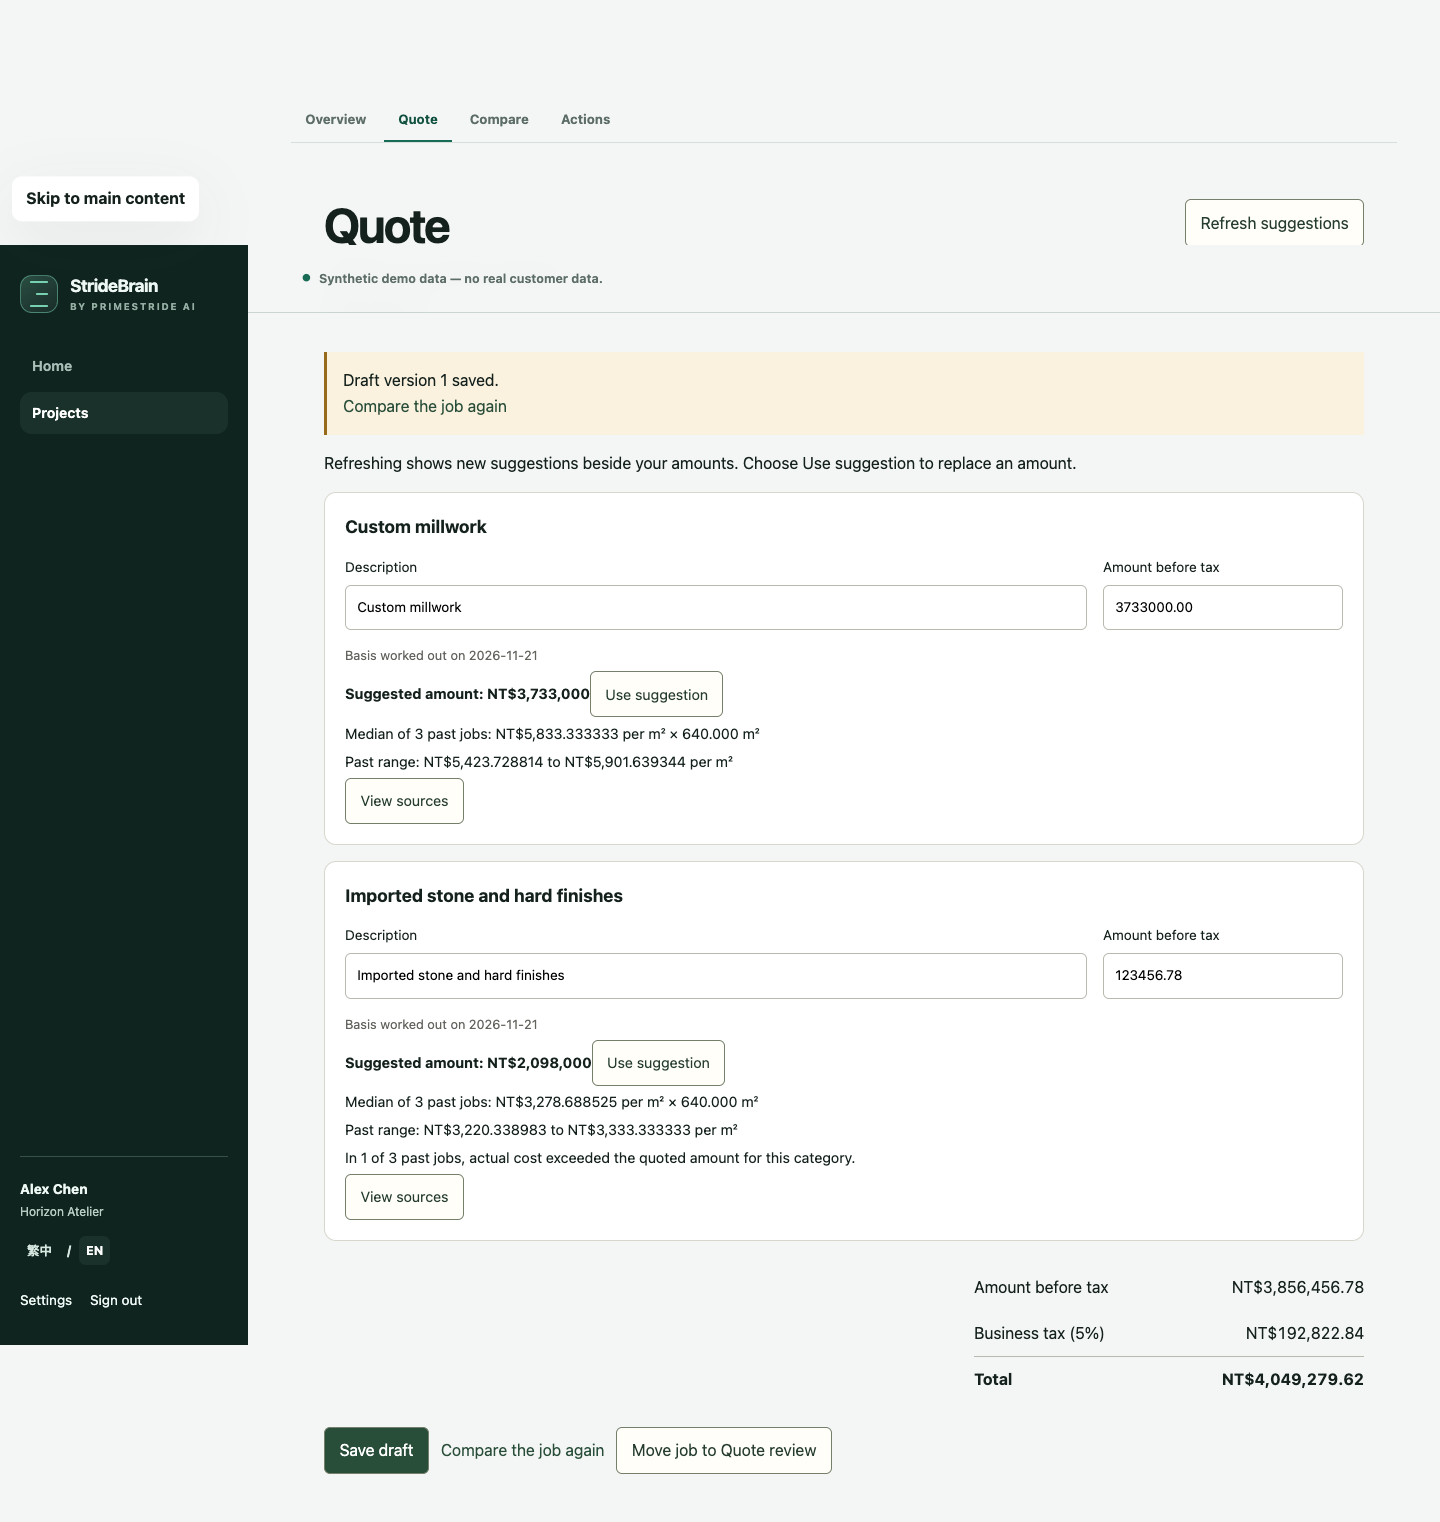 Overview Quote Compare Actions
Skip to main content
Quote
Refresh suggestions
StrideBrain
BY PRIMESTRIDE AI
Synthetic demo data — no real customer data.
Home
Projects
Draft version 1 saved.
Compare the job again
Refreshing shows new suggestions beside your amounts. Choose Use suggestion to replace an amount.
Custom millwork
Description
Amount before tax
Custom millwork
3733000.00
Basis worked out on 2026-11-21
Suggested amount: NT$3,733,000
Use suggestion
Median of 3 past jobs: NT$5,833.333333 per m² × 640.000 m²
Past range: NT$5,423.728814 to NT$5,901.639344 per m²
View sources
Imported stone and hard finishes
Description
Amount before tax
Imported stone and hard finishes
123456.78
Basis worked out on 2026-11-21
Suggested amount: NT$2,098,000
Use suggestion
Median of 3 past jobs: NT$3,278.688525 per m² × 640.000 m²
Past range: NT$3,220.338983 to NT$3,333.333333 per m²
In 1 of 3 past jobs, actual cost exceeded the quoted amount for this category.
View sources
Alex Chen
Horizon Atelier
繁中 / EN
Settings Sign out
Amount before tax NT$3,856,456.78
Business tax (5%) NT$192,822.84
Total NT$4,049,279.62
Save draft
Compare the job again
Move job to Quote review